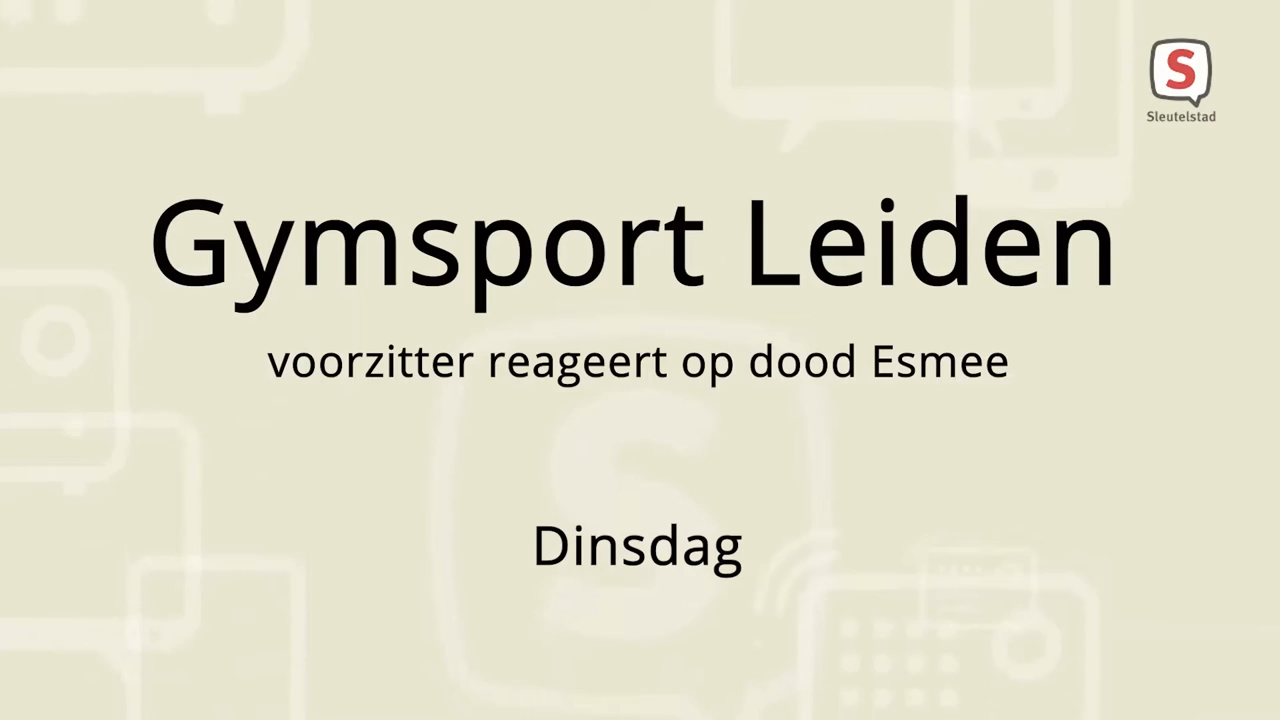 S
Sleutelstad
Gymsport Leiden
voorzitter reageert op dood Esmee
Dinsdag